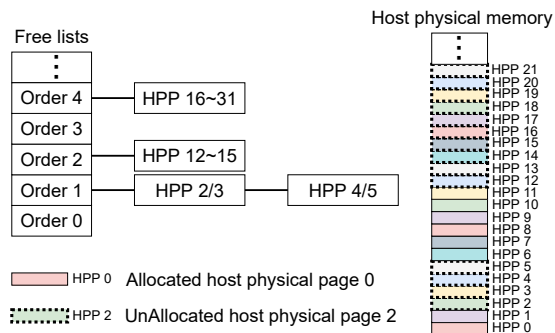 Free lists
Order 4
HPP 16~31
Order 3
Order 2
HPP 12~15
Order 1
HPP 2/3
HPP 4/5
Order 0
HPP 0
Allocated host physical page 0
HPP 2
UnAllocated host physical page 2
Host physical memory
HPP 21
HPP 20
HPP 19
HPP 18
HPP 17
HPP 16
HPP 15
HPP 14
HPP 13
HPP 12
HPP 11
HPP 10
HPP 9
HPP 8
HPP 7
HPP 6
HPP 5
HPP 4
HPP 3
HPP 2
HPP 1
HPP 0